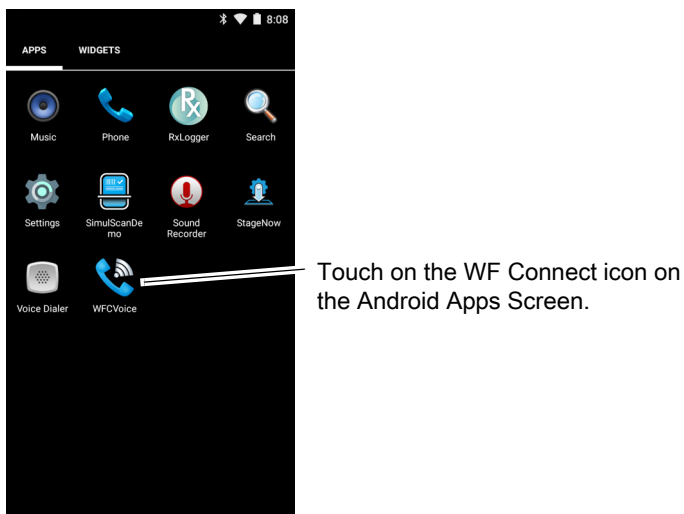 8:08
APPS WIDGETS
Music Phone RxLogger Search
Settings SimulScanDe
mo Sound
Recorder StageNow
Voice Dialer WFCVoice
Touch on the WF Connect icon on
the Android Apps Screen.